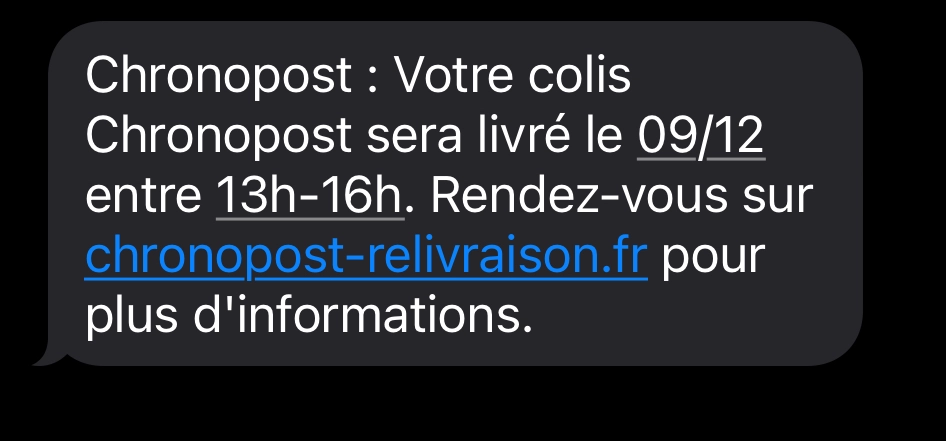 Chronopost : Votre colis
Chronopost sera livré le 09/12
entre 13h-16h. Rendez-vous sur
chronopost-relivraison.fr pour
plus d'informations.